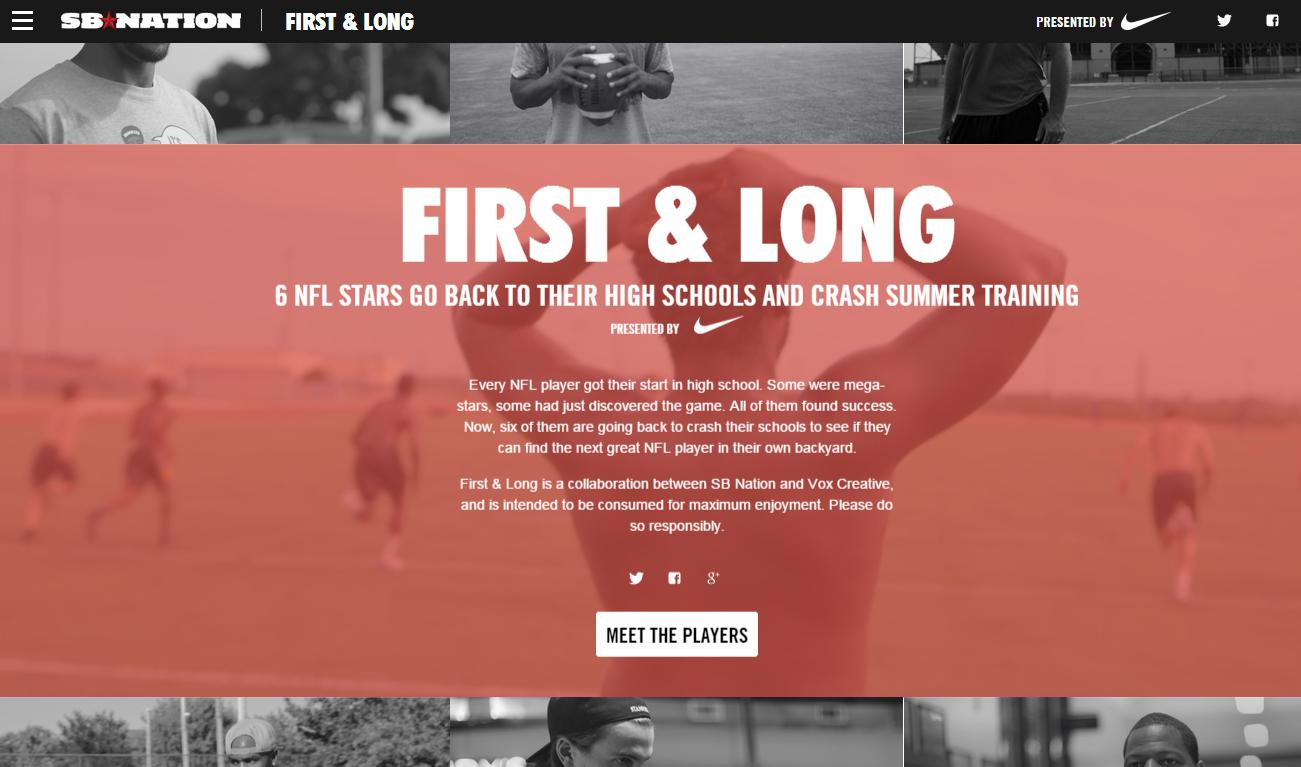 SB★NATION
FIRST & LONG
PRESENTED BY
FIRST & LONG
6 NFL STARS GO BACK TO THEIR HIGH SCHOOLS AND CRASH SUMMER TRAINING
PRESENTED BY
Every NFL player got their start in high school. Some were mega-
stars, some had just discovered the game. All of them found success.
Now, six of them are going back to crash their schools to see if they
can find the next great NFL player in their own backyard.
First & Long is a collaboration between SB Nation and Vox Creative,
and is intended to be consumed for maximum enjoyment. Please do
so responsibly.
g+
MEET THE PLAYERS